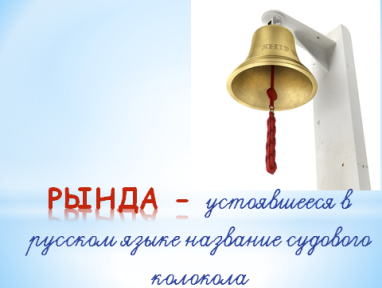 РЫНДА – устоявшееся в
русском языке название судового
колокола